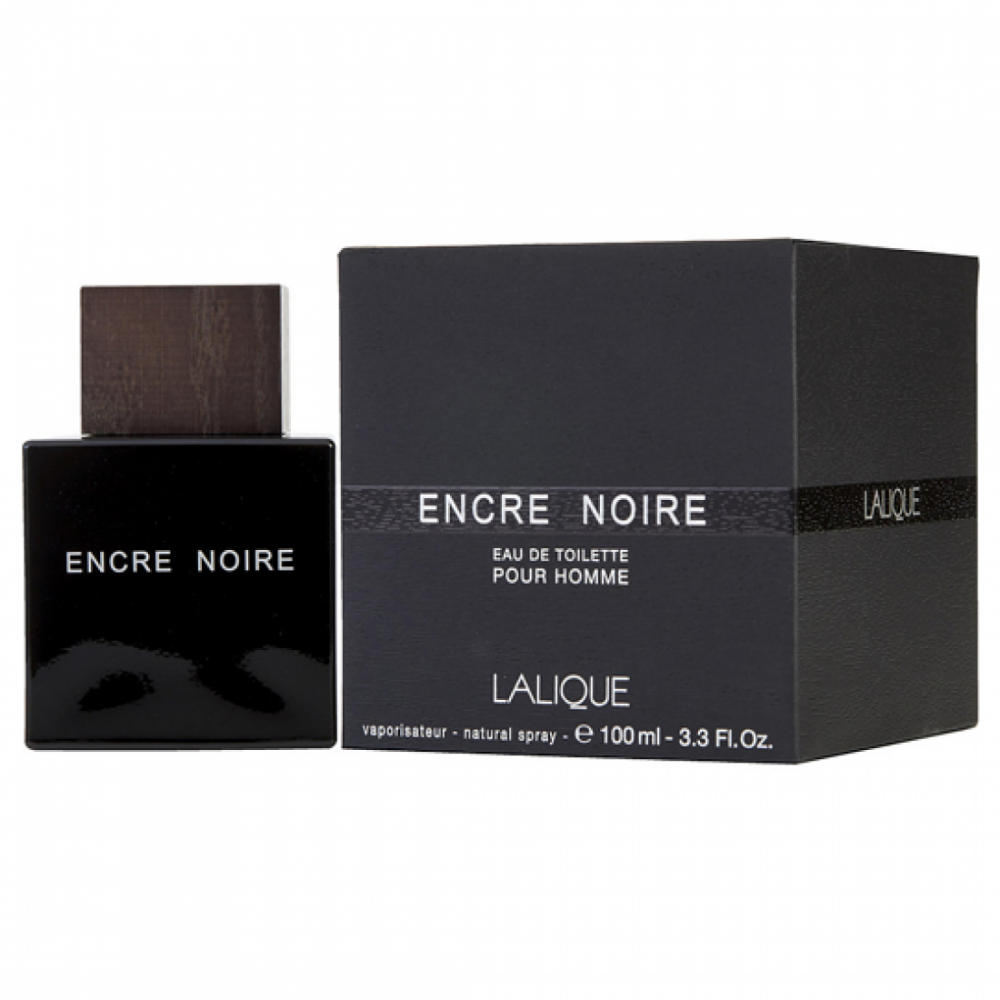 ENCRE NOIRE
ENCRE NOIRE
EAU DE TOILETTE
POUR HOMME
LALIQUE
vaporisateur - natural spray - ℮ 100 ml - 3.3 Fl.Oz.
LALIQUE